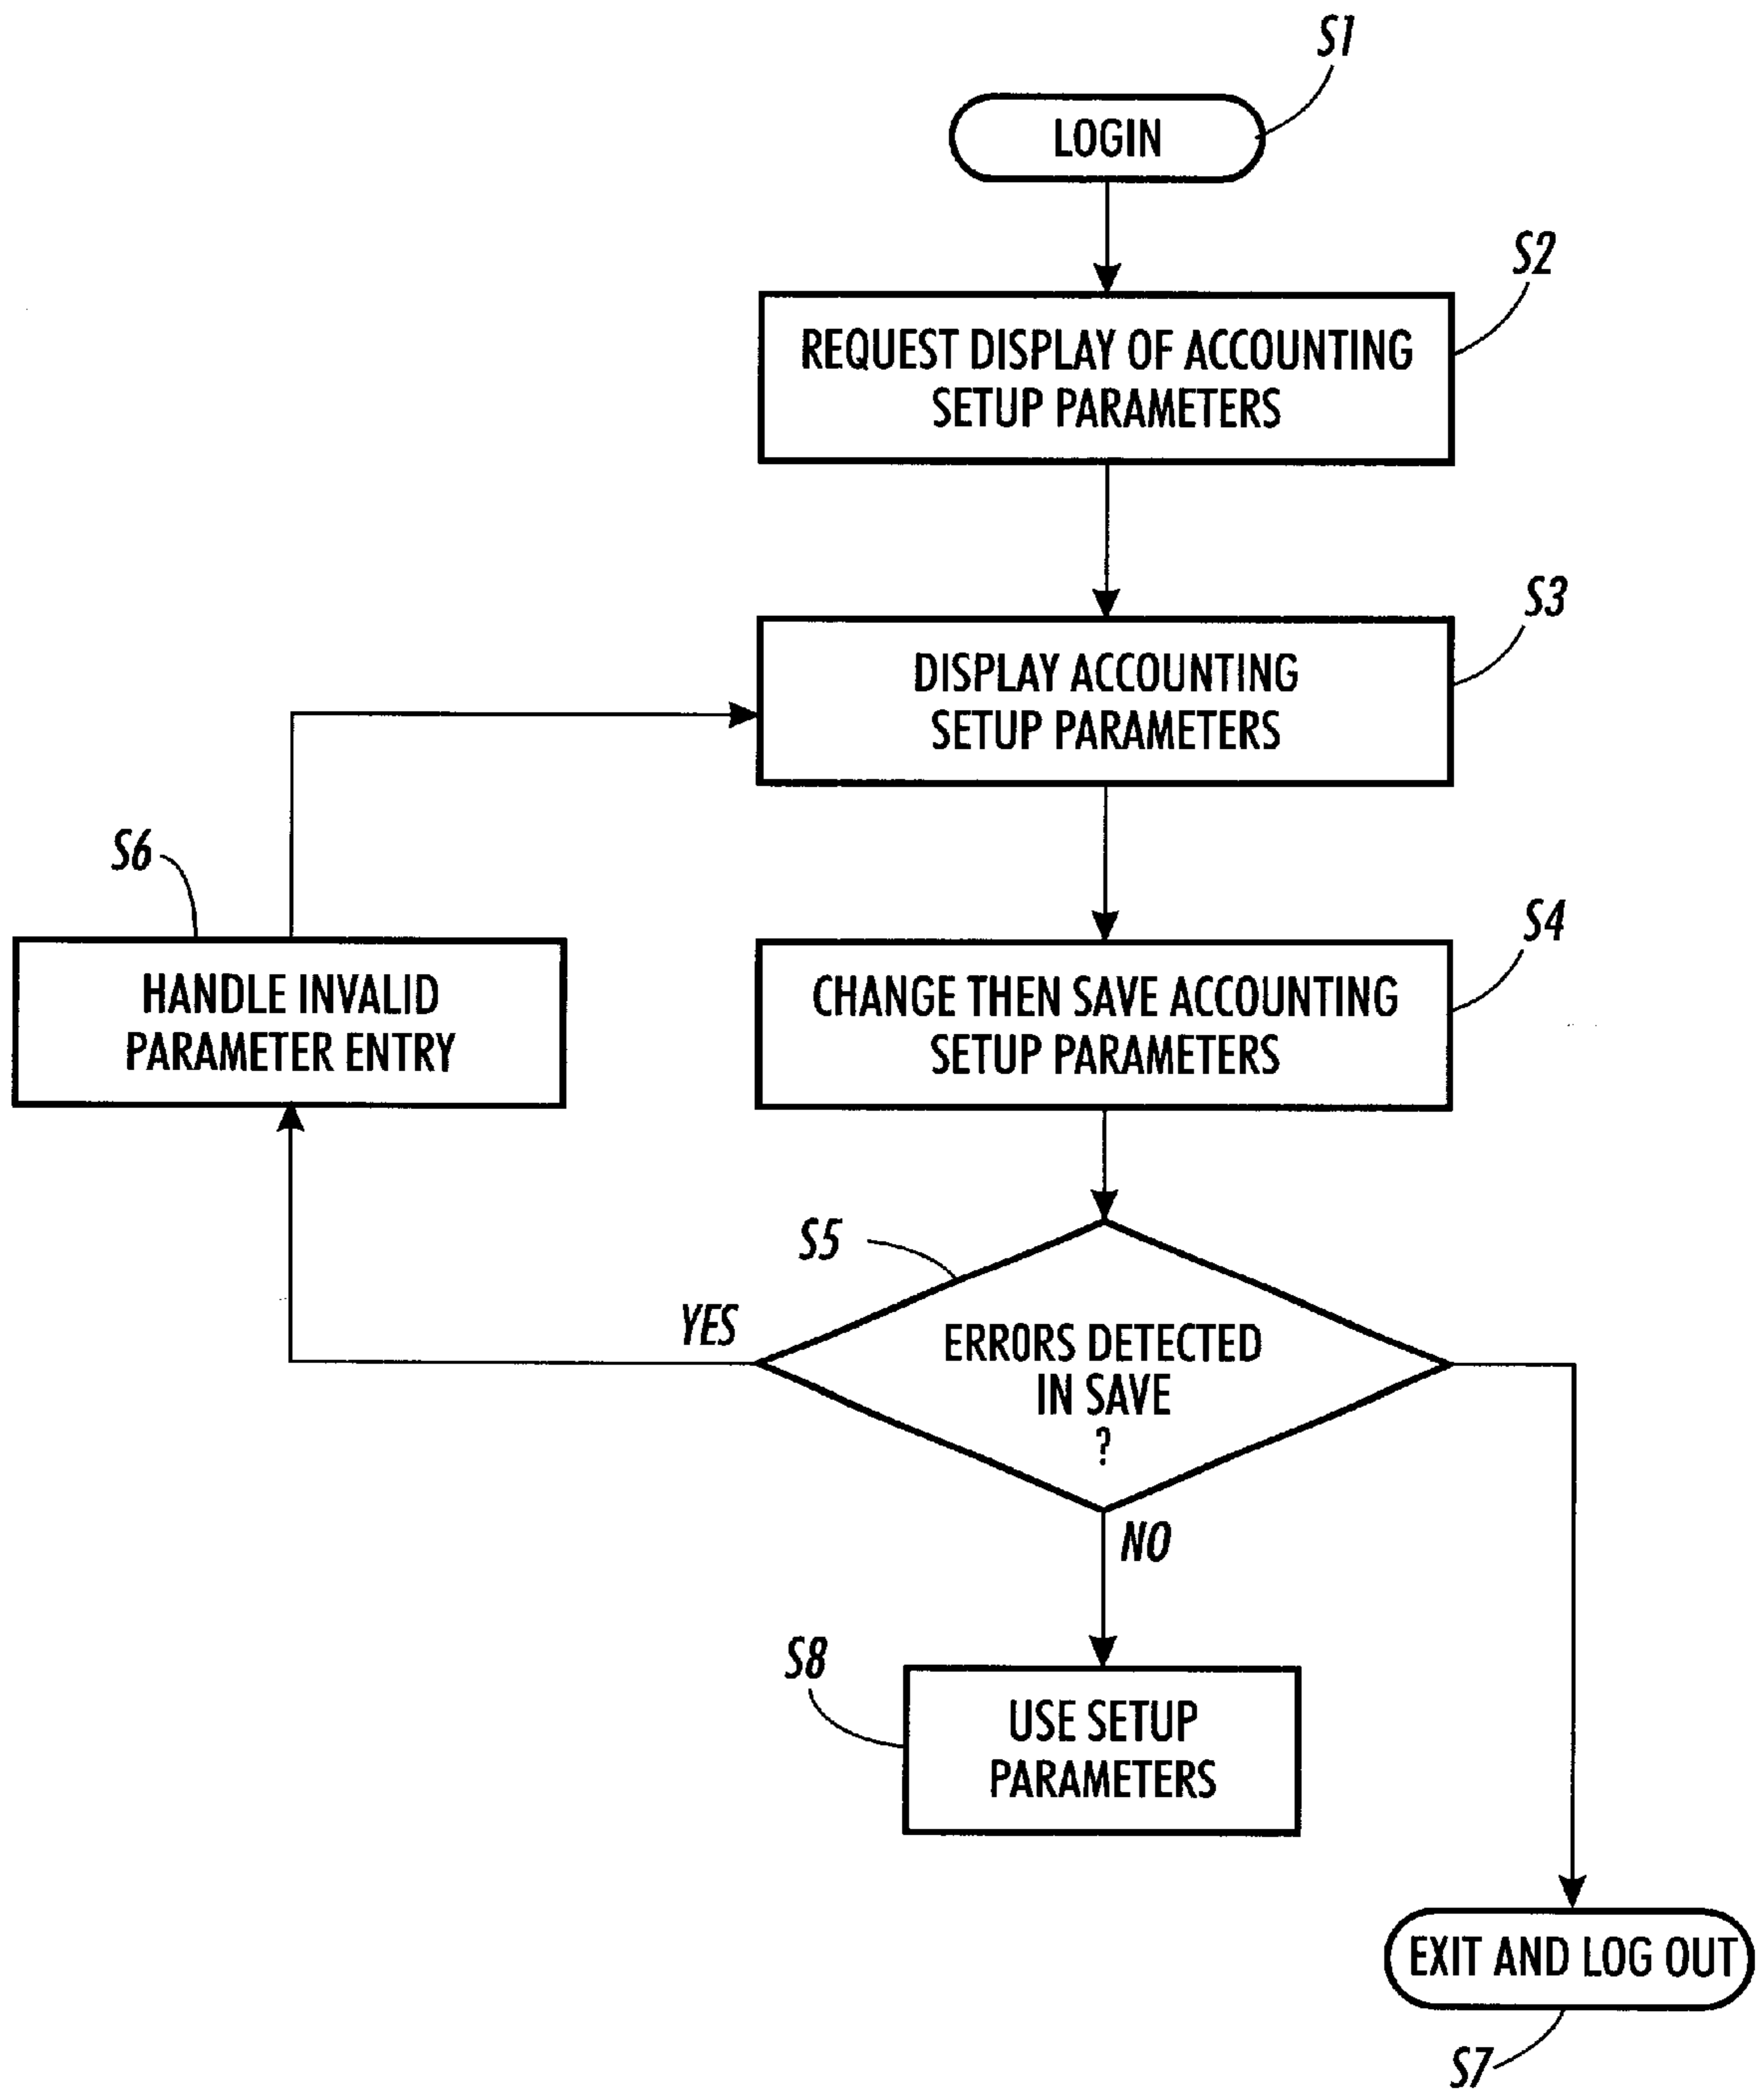 S1
LOGIN
S2
REQUEST DISPLAY OF ACCOUNTING
SETUP PARAMETERS
S3
DISPLAY ACCOUNTING
SETUP PARAMETERS
S6
HANDLE INVALID
PARAMETER ENTRY
S4
CHANGE THEN SAVE ACCOUNTING
SETUP PARAMETERS
S5
YES
ERRORS DETECTED
IN SAVE
?
NO
S8
USE SETUP
PARAMETERS
EXIT AND LOG OUT
S7